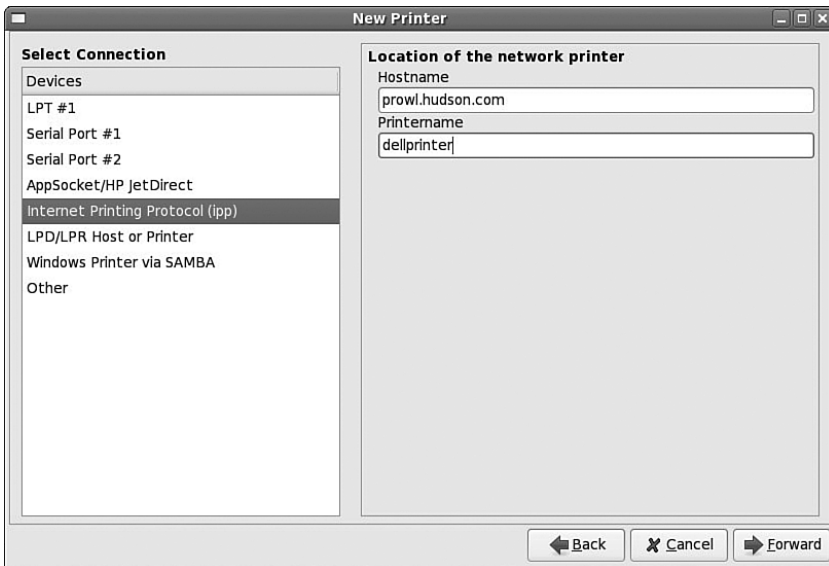 New Printer
Select Connection
Devices
LPT #1
Serial Port #1
Serial Port #2
AppSocket/HP JetDirect
Internet Printing Protocol (ipp)
LPD/LPR Host or Printer
Windows Printer via SAMBA
Other
Location of the network printer
Hostname
prowl.hudson.com
Printername
dellprinter
Back
Cancel
Forward